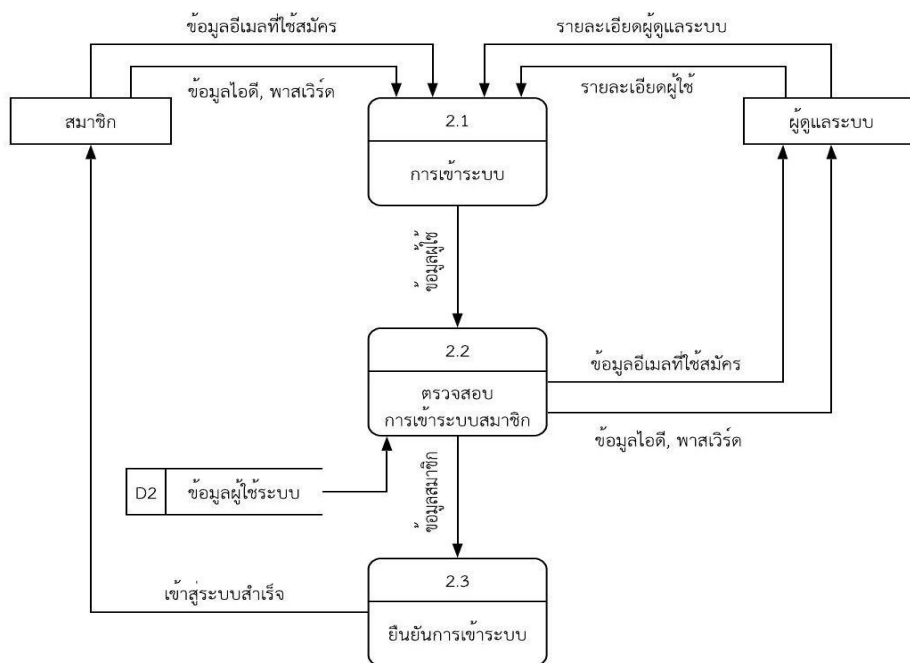 ข้อมูลอีเมลที่ใช้สมัคร
รายละเอียดผู้ดูแลระบบ
ข้อมูลไอดี, พาสเวิร์ด
รายละเอียดผู้ใช้
สมาชิก
2.1
ผู้ดูแลระบบ
การเข้าระบบ
ข้อมูลผู้ใช้
2.2
ข้อมูลอีเมลที่ใช้สมัคร
ตรวจสอบ
การเข้าระบบสมาชิก
ข้อมูลไอดี, พาสเวิร์ด
D2 ข้อมูลผู้ใช้ระบบ
ข้อมูลสมาชิก
2.3
เข้าสู่ระบบสำเร็จ
ยืนยันการเข้าระบบ